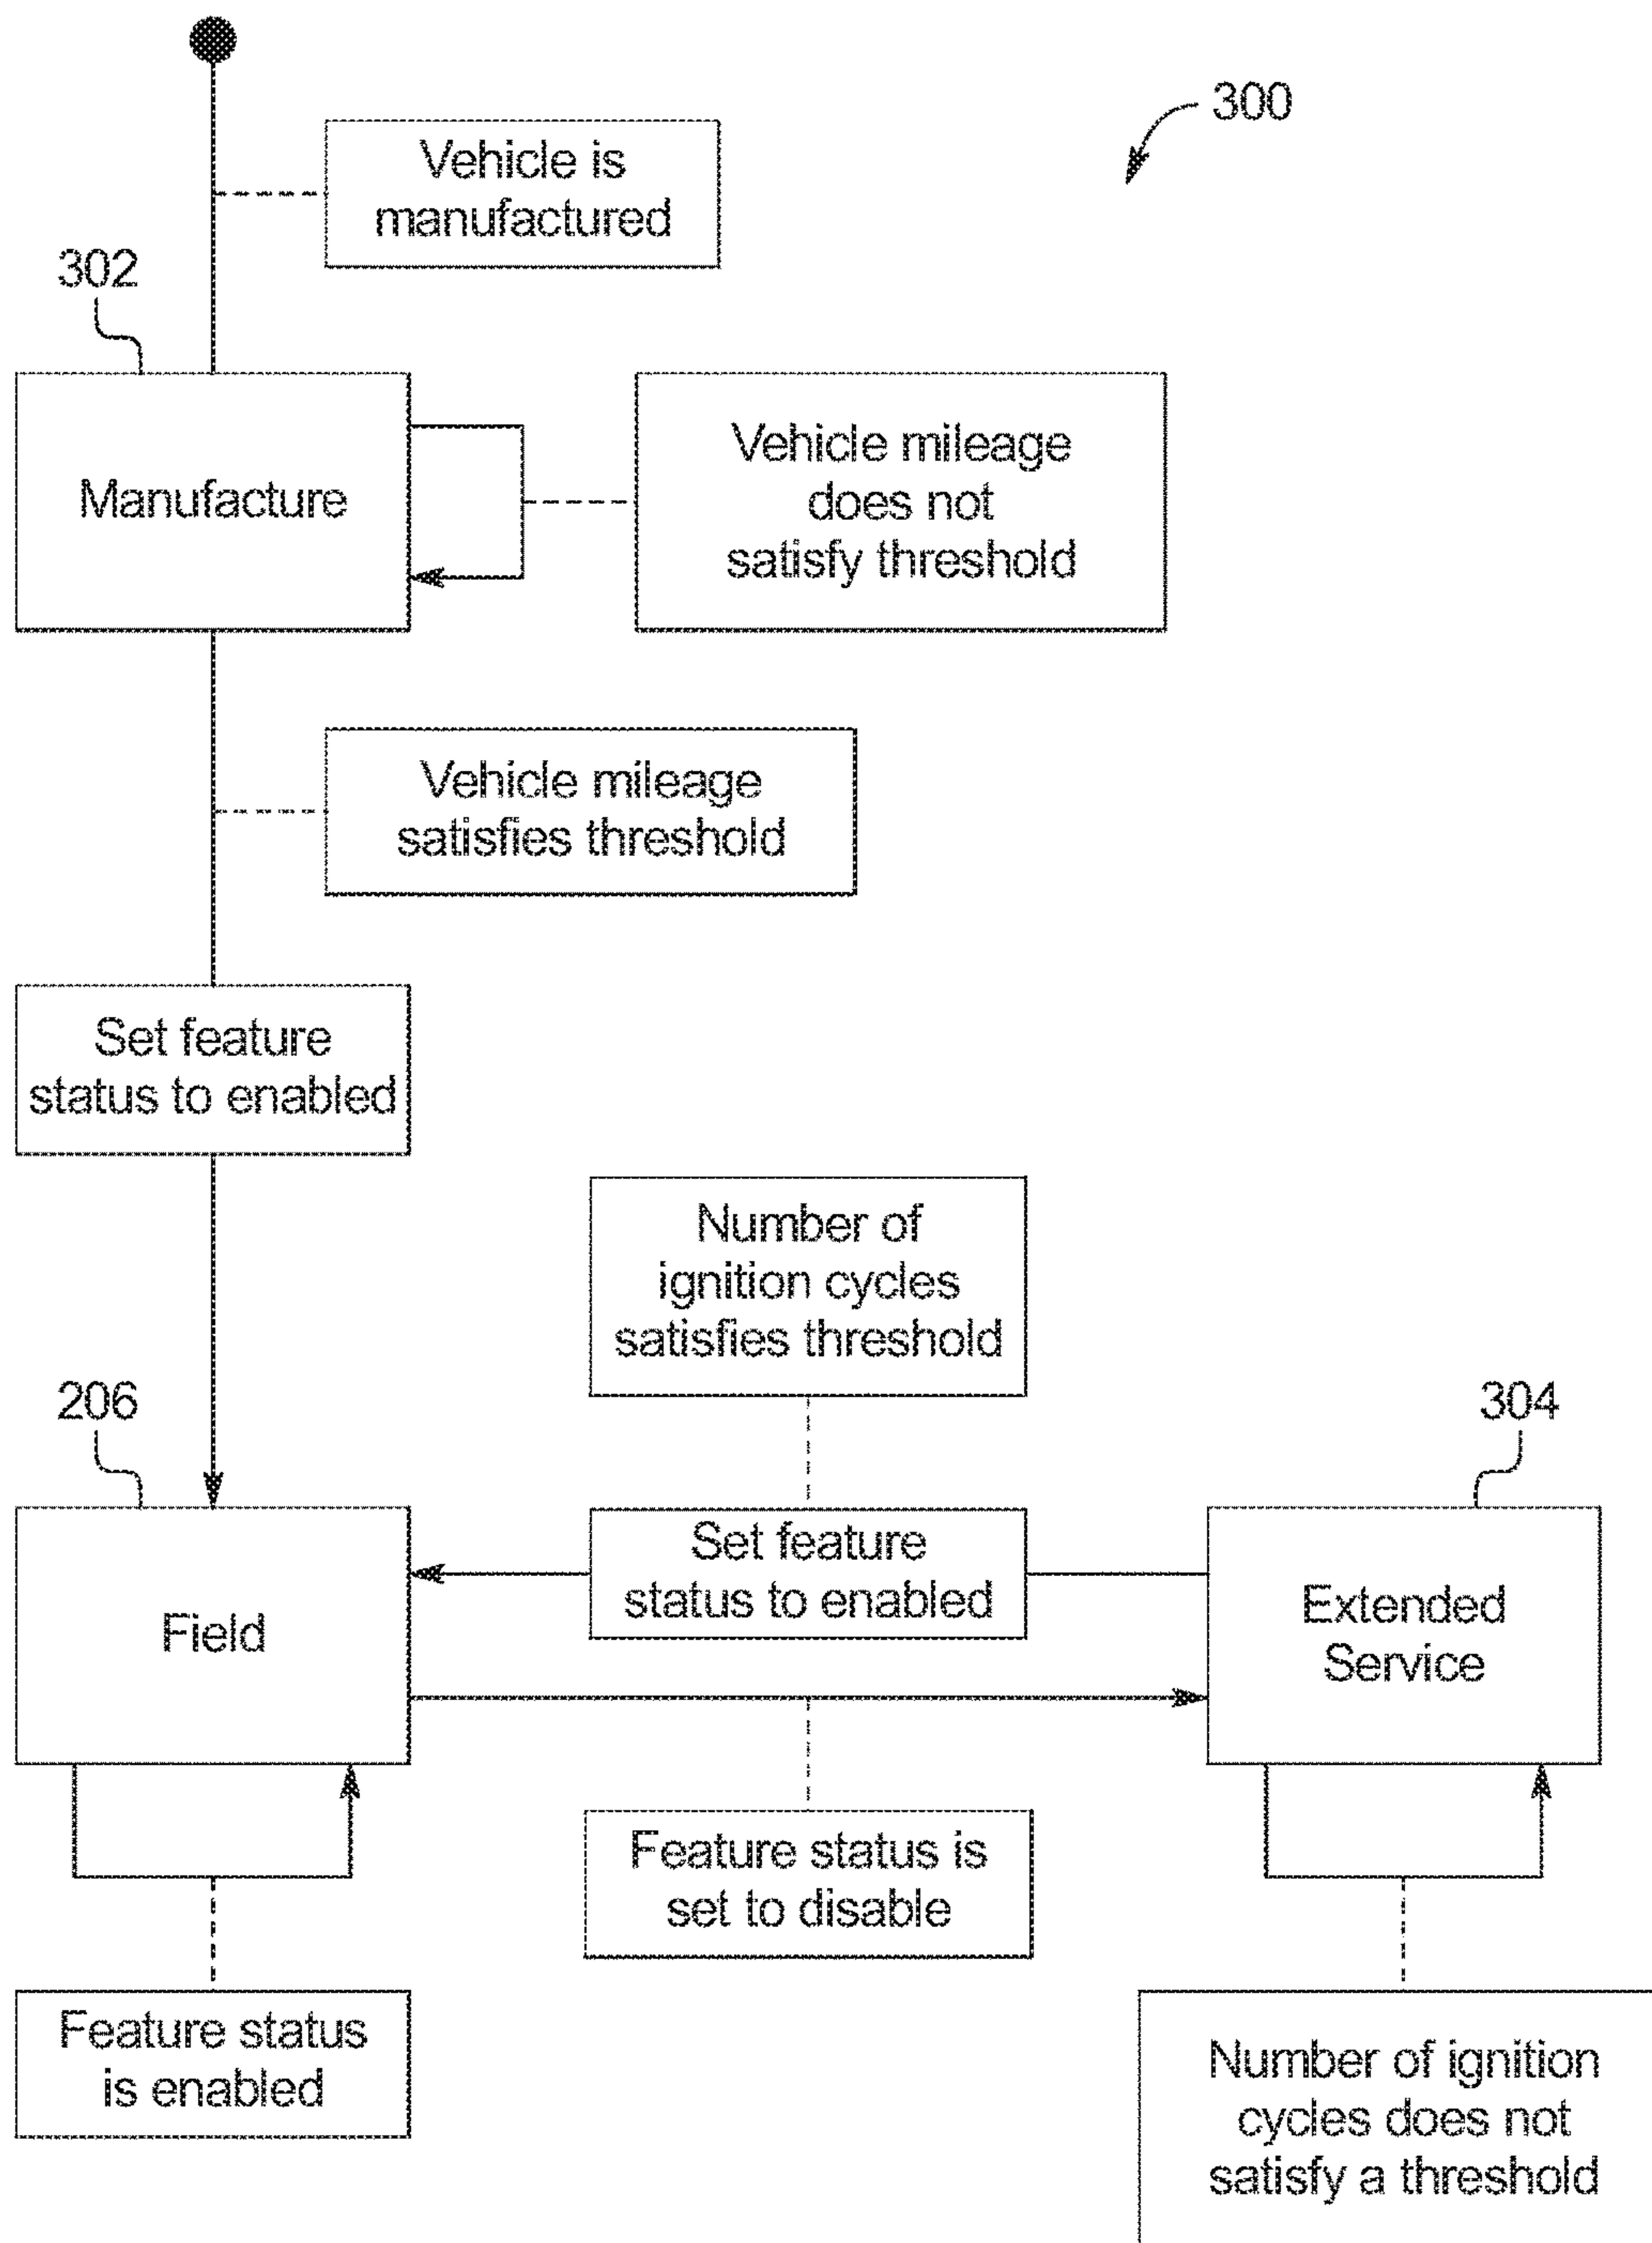 300
Vehicle is
manufactured
302
Manufacture
Vehicle mileage
does not
satisfy threshold
Vehicle mileage
satisfies threshold
Set feature
status to enabled
Number of
ignition cycles
satisfies threshold
206
304
Field
Set feature
status to enabled
Extended
Service
Feature status is
set to disable
Feature status
is enabled
Number of ignition
cycles does not
satisfy a threshold